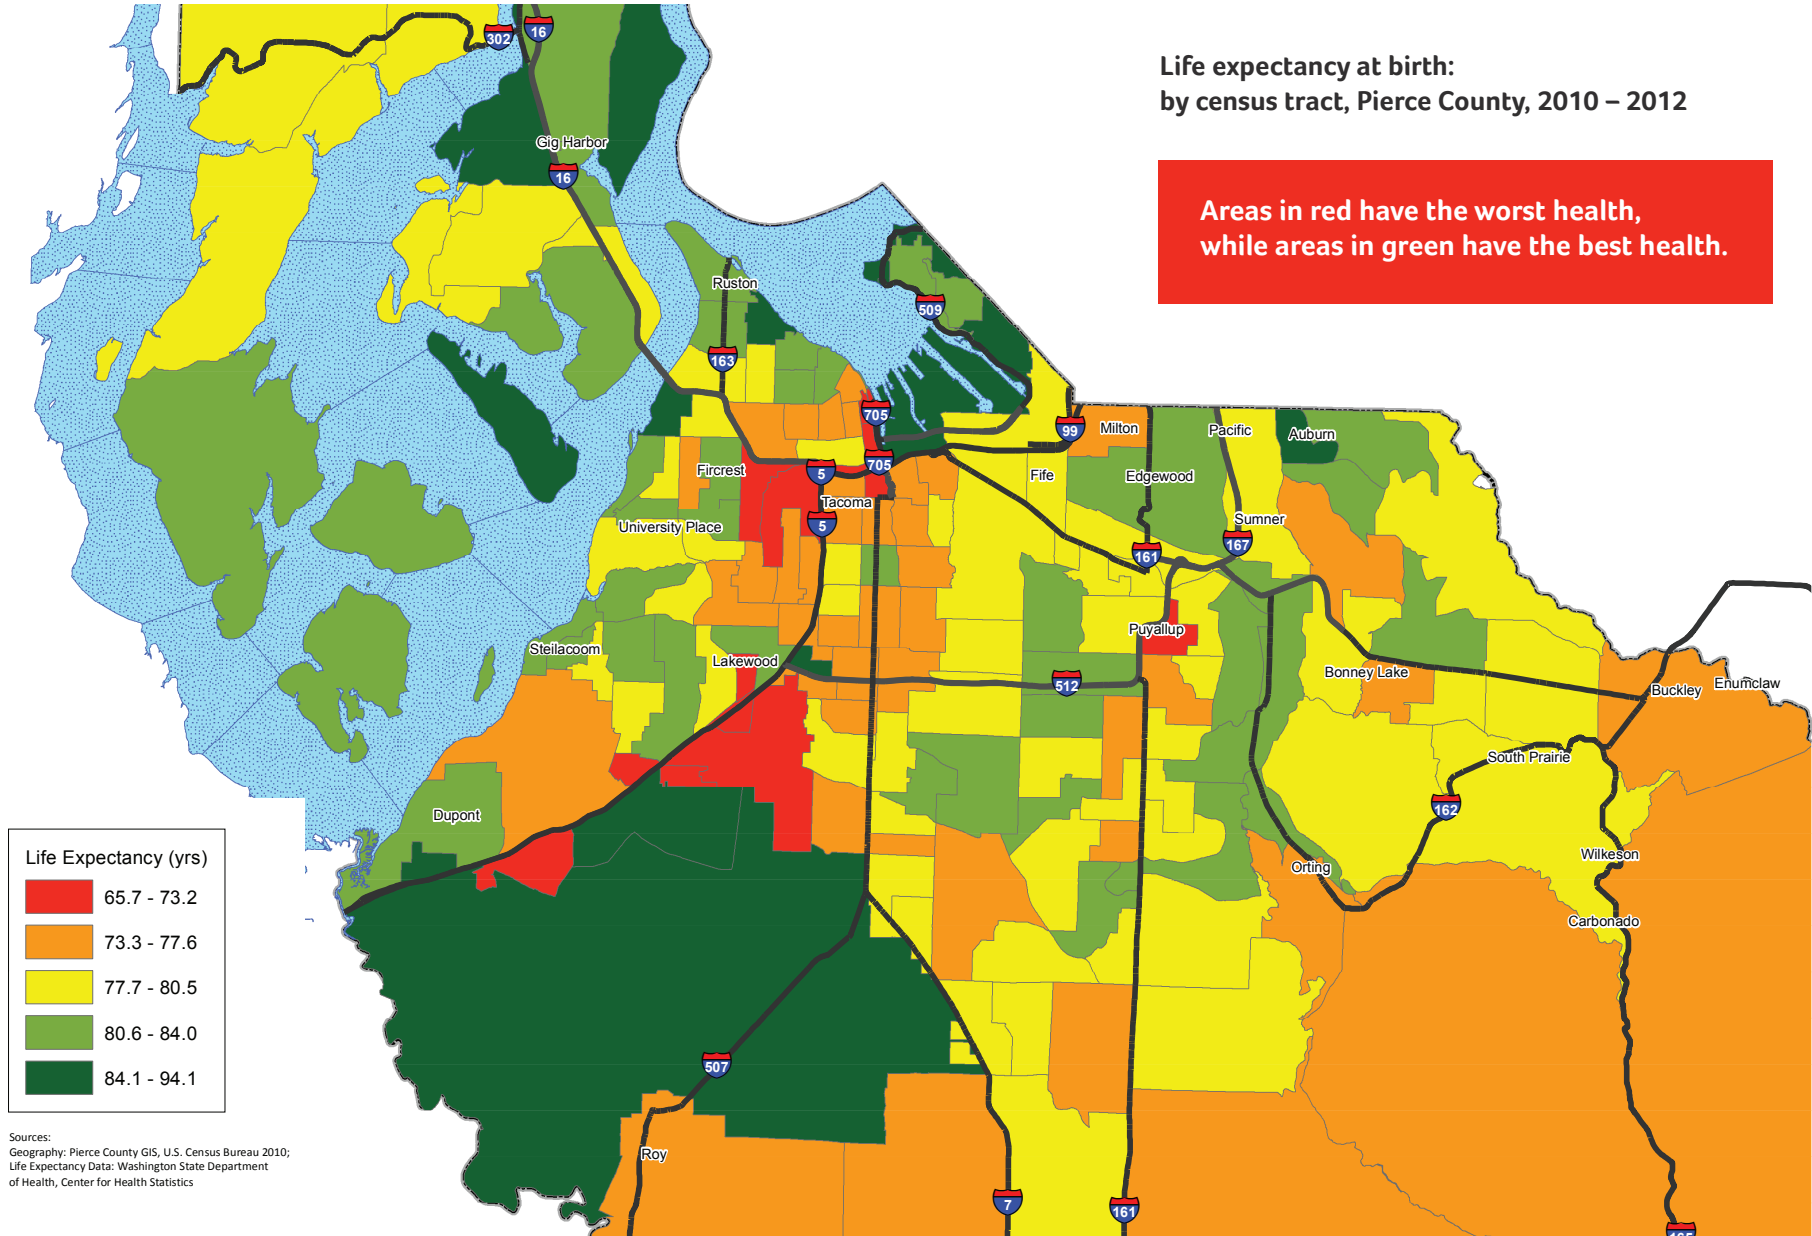 Life expectancy at birth:
by census tract, Pierce County, 2010 – 2012
Areas in red have the worst health,
while areas in green have the best health.
302
16
Gig Harbor
16
Ruston
509
163
705
99
Milton
Pacific
Auburn
705
Fircrest
5
Fife
Edgewood
Tacoma
University Place
5
Sumner
167
161
Puyallup
Steilacoom
Lakewood
512
Bonney Lake
Buckley
Enumclaw
South Prairie
162
Dupont
Orting
Wilkeson
Carbonado
507
Roy
7
161
165
Life Expectancy (yrs)
65.7 - 73.2
73.3 - 77.6
77.7 - 80.5
80.6 - 84.0
84.1 - 94.1
Sources:
Geography: Pierce County GIS, U.S. Census Bureau 2010;
Life Expectancy Data: Washington State Department
of Health, Center for Health Statistics